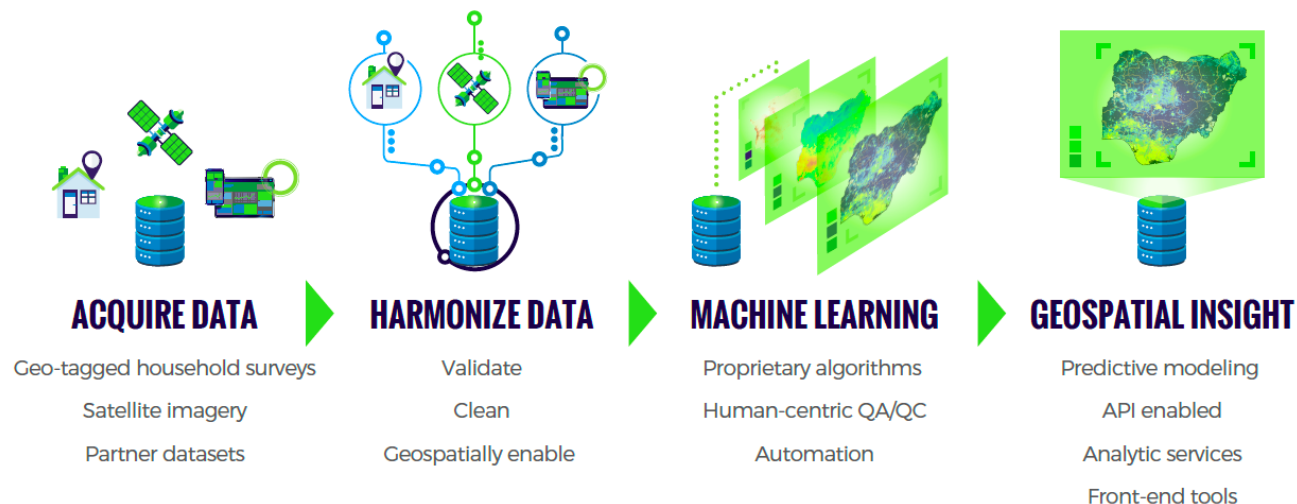 ACQUIRE DATA
Geo-tagged household surveys
Satellite imagery
Partner datasets
HARMONIZE DATA
Validate
Clean
Geospatially enable
MACHINE LEARNING
Proprietary algorithms
Human-centric QA/QC
Automation
GEOSPATIAL INSIGHT
Predictive modeling
API enabled
Analytic services
Front-end tools